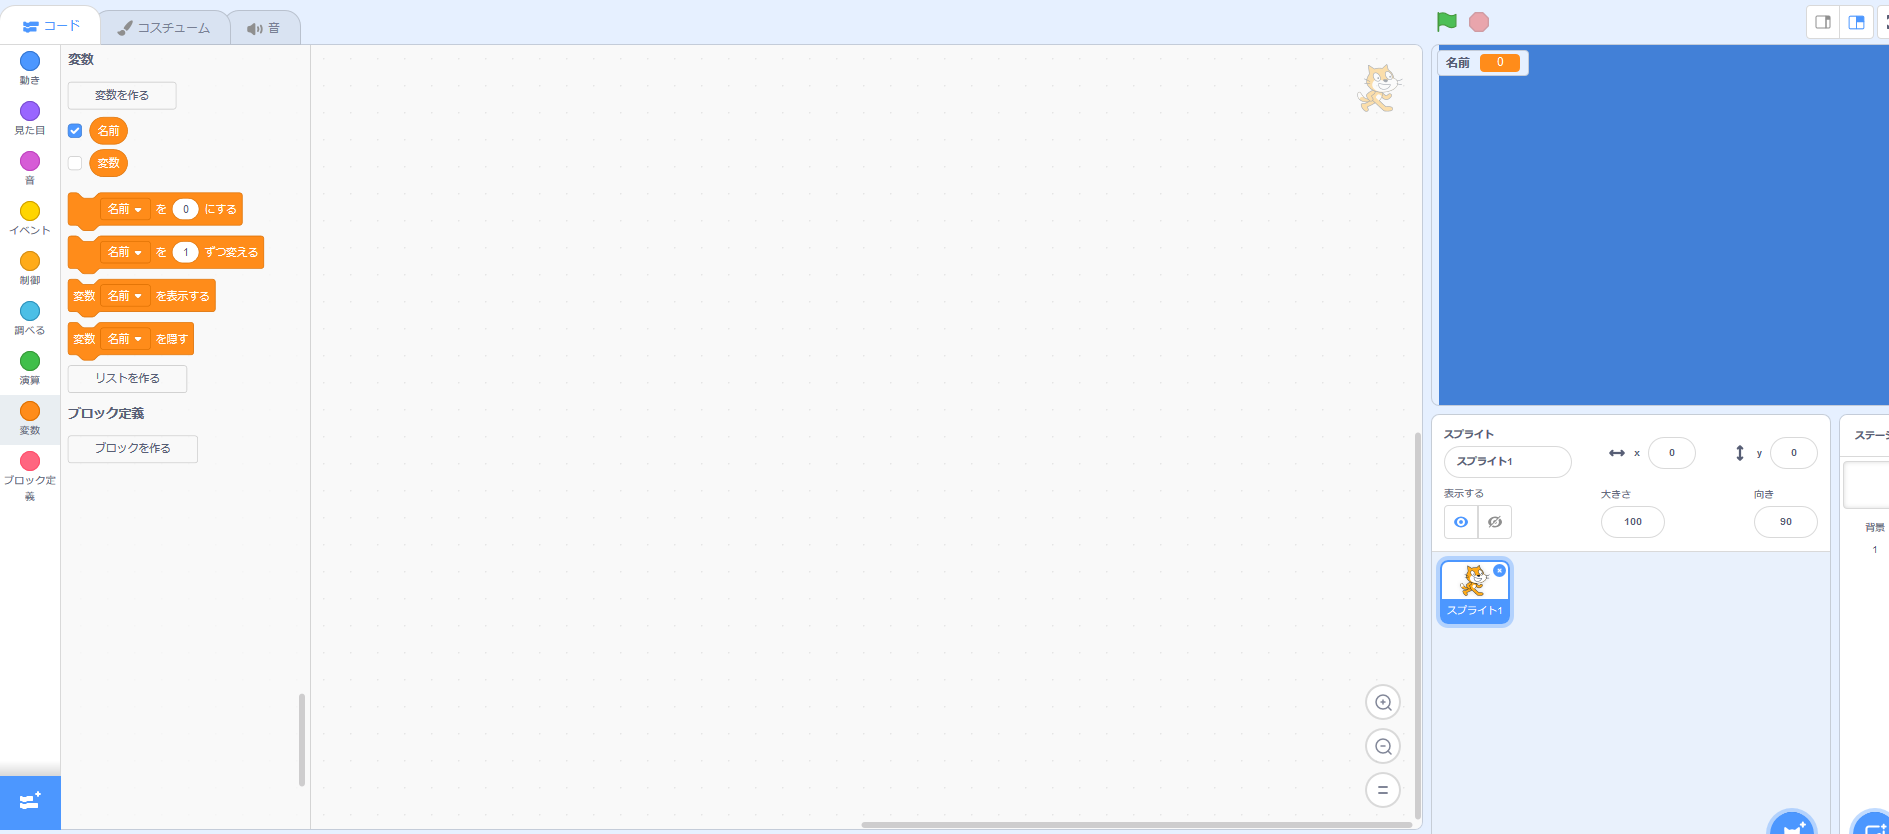 コード
コスチューム
音
動き
見た目
音
イベント
制御
調べる
演算
変数
ブロック定
義
変数
変数を作る
名前
変数
名前 を 0 にする
名前 を 1 ずつ変える
変数 名前 を表示する
変数 名前 を隠す
リストを作る
ブロック定義
ブロックを作る
名前 0
スプライト
スプライト1
x 0
y 0
表示する
大きさ
100
向き
90
スプライト1
ステー
背景
1